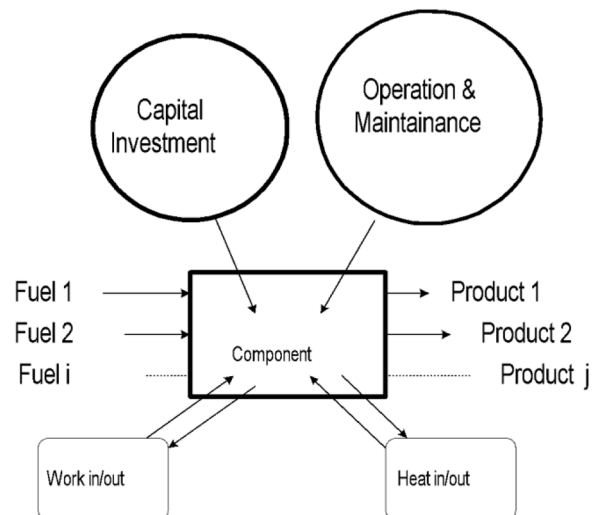 Capital
Investment
Operation &
Maintainance
Fuel 1
Product 1
Fuel 2
Product 2
Component
Fuel i
Product j
Work in/out
Heat in/out